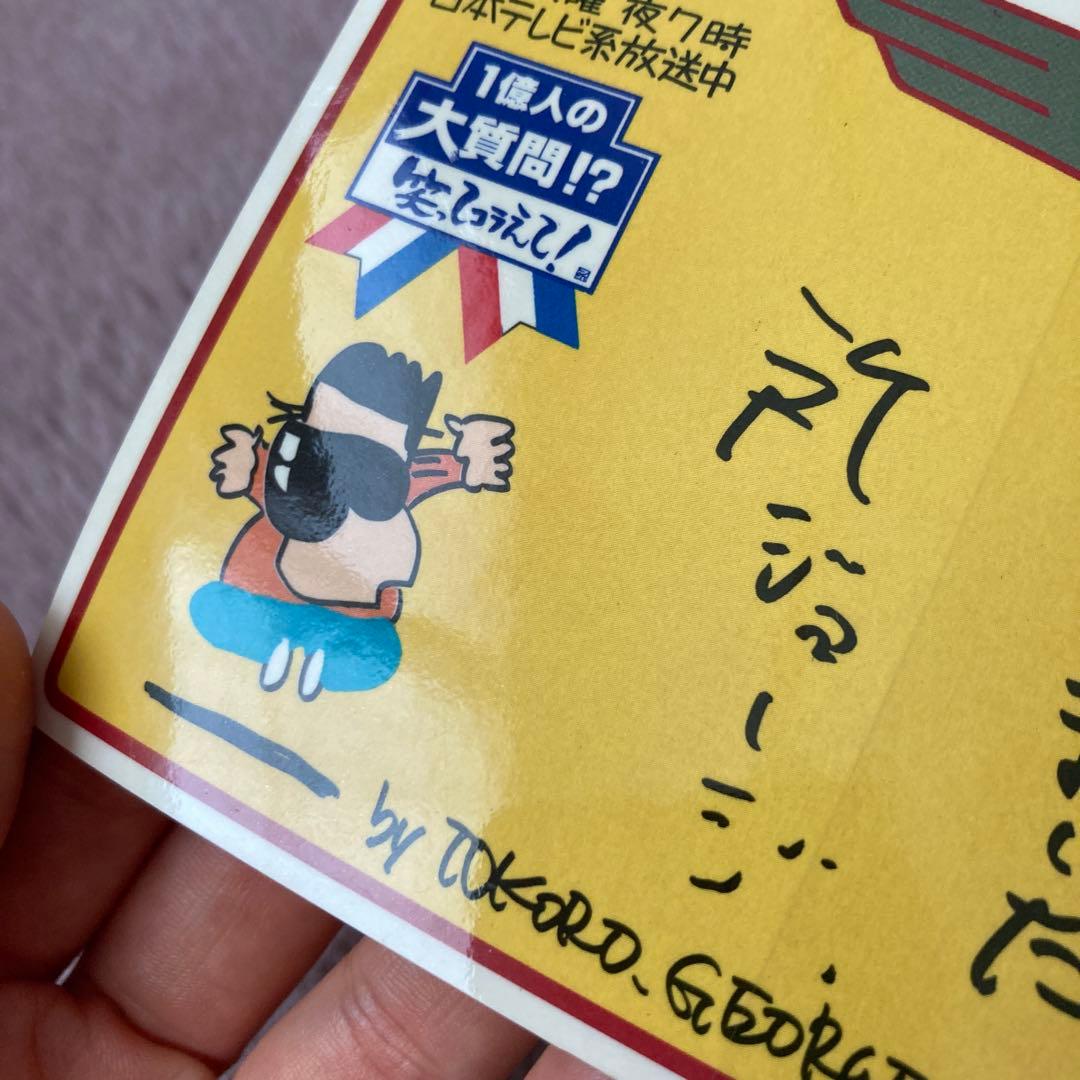 曜 夜7時
日本テレビ系放送中
1億人の
大質問!?
笑ってコラえて!
所ジョージ
by TOKORO.GEORGE